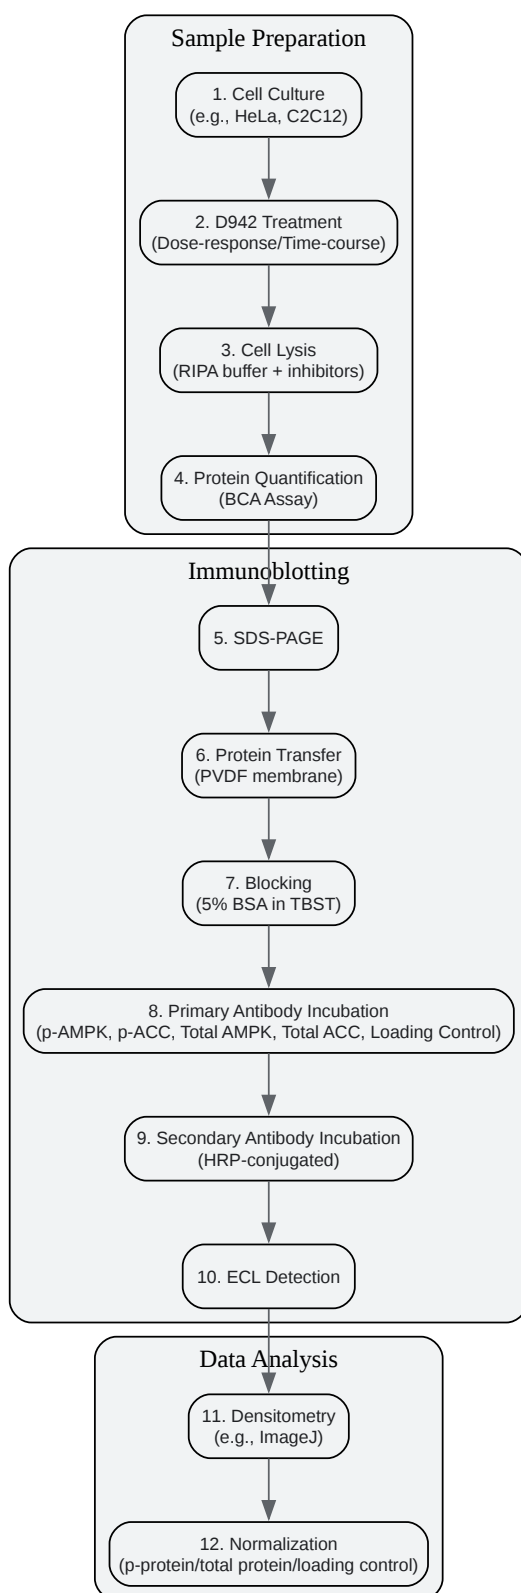 Sample Preparation
1. Cell Culture
(e.g., HeLa, C2C12)
2. D942 Treatment
(Dose-response/Time-course)
3. Cell Lysis
(RIPA buffer + inhibitors)
4. Protein Quantification
(BCA Assay)
Immunoblotting
5. SDS-PAGE
6. Protein Transfer
(PVDF membrane)
7. Blocking
(5% BSA in TBST)
8. Primary Antibody Incubation
(p-AMPK, p-ACC, Total AMPK, Total ACC, Loading Control)
9. Secondary Antibody Incubation
(HRP-conjugated)
10. ECL Detection
Data Analysis
11. Densitometry
(e.g., ImageJ)
12. Normalization
(p-protein/total protein/loading control)